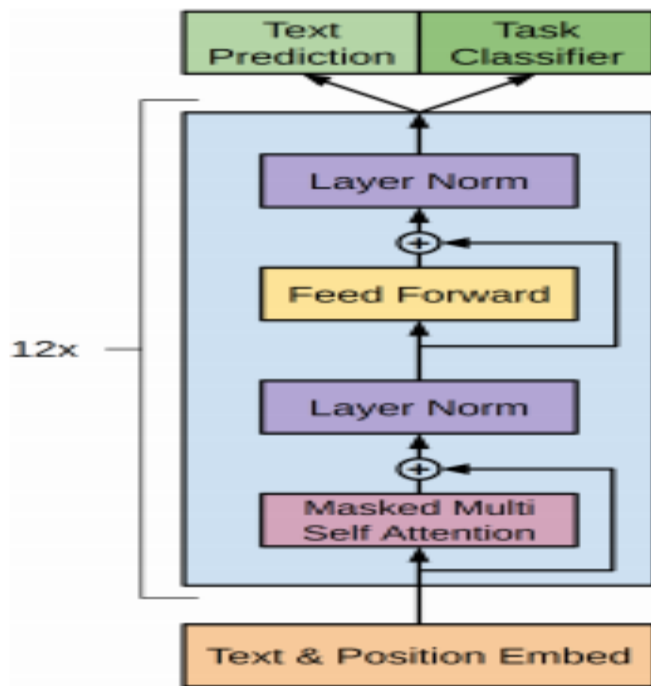 Text
Prediction
Task
Classifier
Layer Norm
+
Feed Forward
12x
Layer Norm
+
Masked Multi
Self Attention
Text & Position Embed